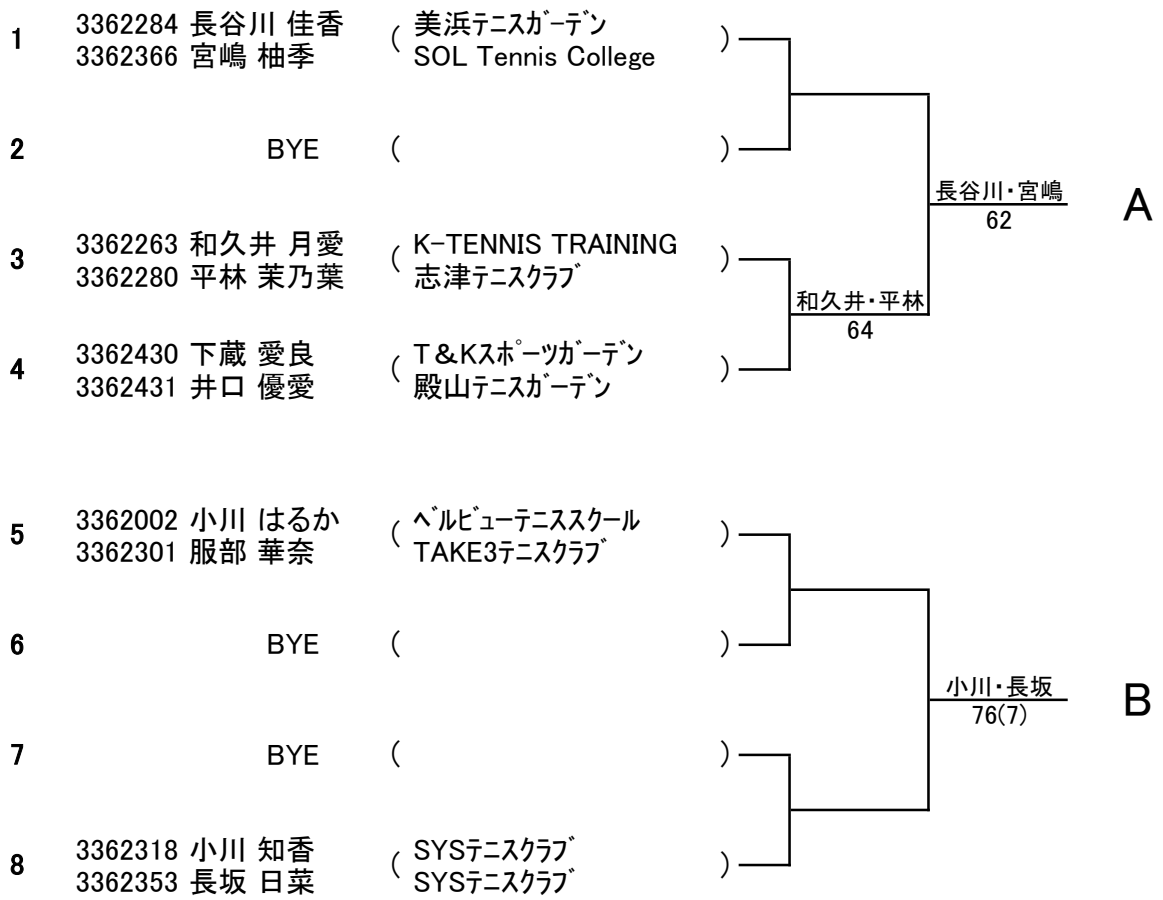 1 3362284 長谷川 佳香 ( 美浜ﾃﾆｽｶﾞｰﾃﾞﾝ )
3362366 宮嶋 柚季 SOL Tennis College
2 BYE ( )
長谷川・宮嶋 A
62
3 3362263 和久井 月愛 ( K-TENNIS TRAINING )
3362280 平林 茉乃葉 志津ﾃﾆｽｸﾗﾌﾞ
和久井・平林
64
4 3362430 下蔵 愛良 ( T＆Kｽﾎﾟｰﾂｶﾞｰﾃﾞﾝ )
3362431 井口 優愛 殿山ﾃﾆｽｶﾞｰﾃﾞﾝ
5 3362002 小川 はるか ( ﾍﾞﾙﾋﾞｭｰﾃﾆｽｽｸｰﾙ )
3362301 服部 華奈 TAKE3ﾃﾆｽｸﾗﾌﾞ
6 BYE ( )
小川・長坂 B
76(7)
7 BYE ( )
8 3362318 小川 知香 ( SYSﾃﾆｽｸﾗﾌﾞ )
3362353 長坂 日菜 SYSﾃﾆｽｸﾗﾌﾞ